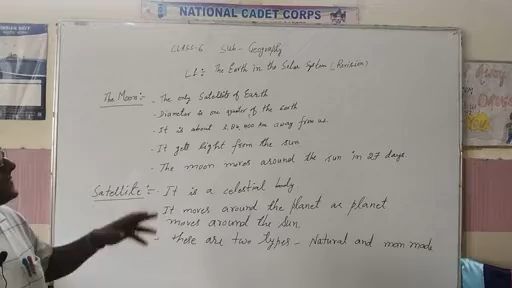 NATIONAL CADET CORPS
CLASS-6 Sub- Geography
L1: The Earth in the Solar System (Revision)
The Moon:- - The only Satellite of Earth
- Diameter is one quater of the earth
- It is about 3,84,400 km away from us.
- It gets light from the sun
- The moon moves around the sun in 27 days
Satellite:- - It is a celestial body
It moves around the planet as planet
moves around the Sun.
- These are two types - Natural and man made